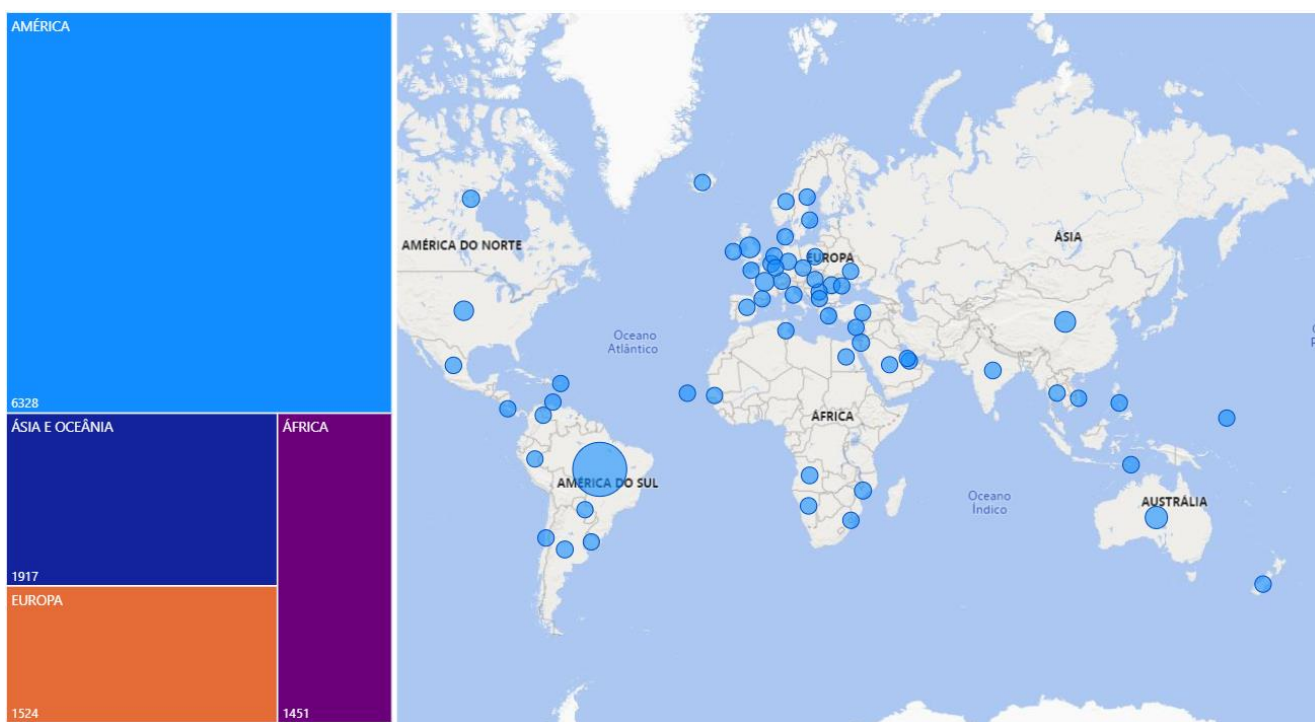 AMÉRICA
6328
ÁSIA E OCEÂNIA
1917
EUROPA
1524
ÁFRICA
1451
AMÉRICA DO NORTE
EUROPA
ÁSIA
Oceano
Atlântico
ÁFRICA
AMÉRICA DO SUL
Oceano
Índico
AUSTRÁLIA